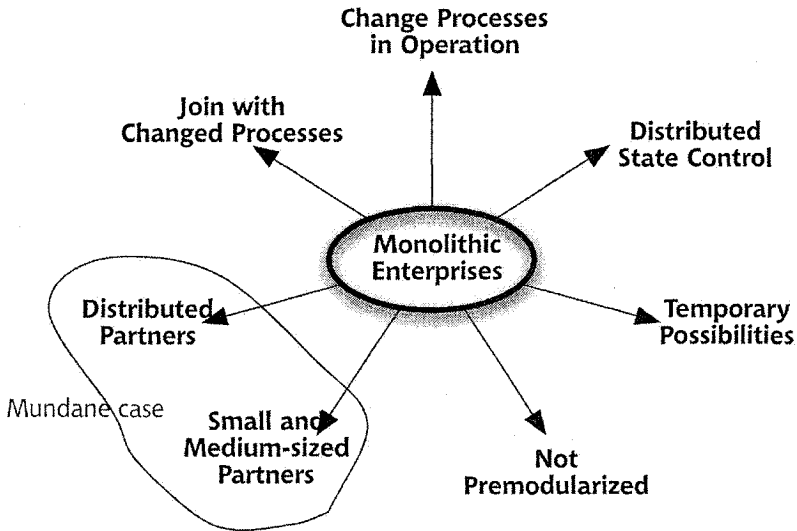 Change Processes
in Operation
Join with
Changed Processes
Distributed
State Control
Monolithic
Enterprises
Distributed
Partners
Temporary
Possibilities
Mundane case
Small and
Medium-sized
Partners
Not
Premodularized